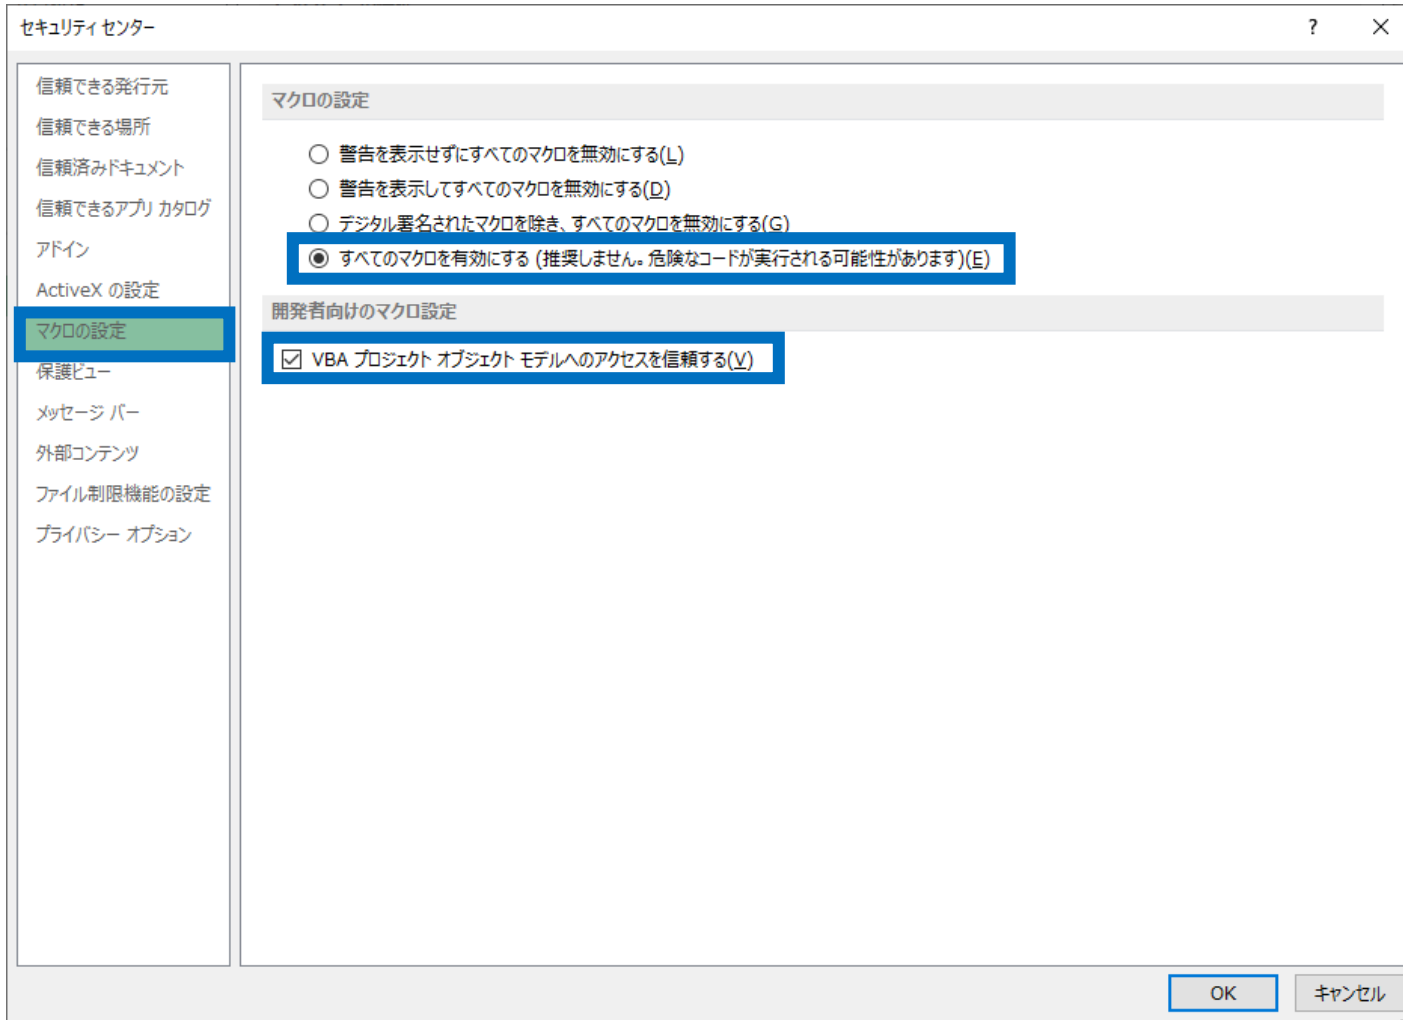 セキュリティ センター
?
信頼できる発行元
信頼できる場所
信頼済みドキュメント
信頼できるアプリ カタログ
アドイン
ActiveX の設定
マクロの設定
保護ビュー
メッセージ バー
外部コンテンツ
ファイル制限機能の設定
プライバシー オプション
マクロの設定
警告を表示せずにすべてのマクロを無効にする(L)
警告を表示してすべてのマクロを無効にする(D)
デジタル署名されたマクロを除き、すべてのマクロを無効にする(G)
すべてのマクロを有効にする (推奨しません。危険なコードが実行される可能性があります)(E)
開発者向けのマクロ設定
VBA プロジェクト オブジェクト モデルへのアクセスを信頼する(V)
OK
キャンセル